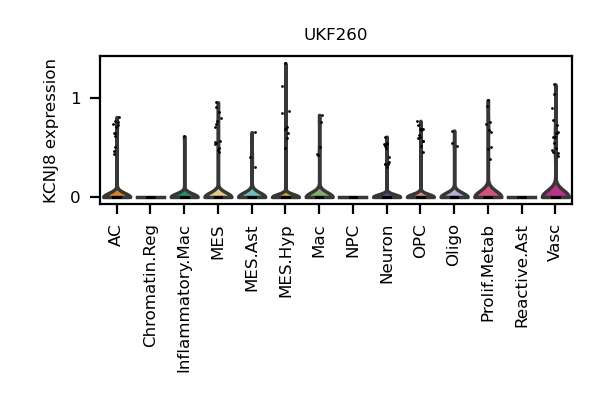 UKF260
KCNJ8 expression
1
0
AC
Chromatin.Reg
Inflammatory.Mac
MES
MES.Ast
MES.Hyp
Mac
NPC
Neuron
OPC
Oligo
Prolif.Metab
Reactive.Ast
Vasc